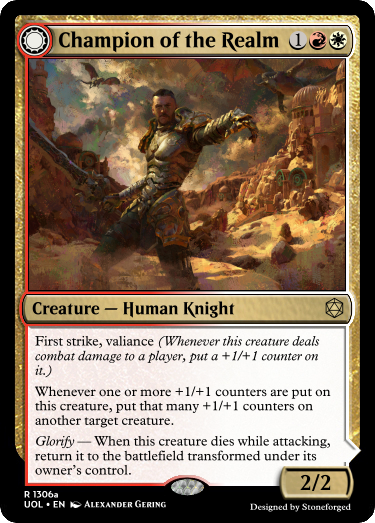 Champion of the Realm 1
Creature — Human Knight
First strike, valiance (Whenever this creature deals
combat damage to a player, put a +1/+1 counter on
it.)
Whenever one or more +1/+1 counters are put on
this creature, put that many +1/+1 counters on
another target creature.
Glorify — When this creature dies while attacking,
return it to the battlefield transformed under its
owner's control.
2/2
R 1306a
UOL • EN Alexander Gering
Designed by Stoneforged